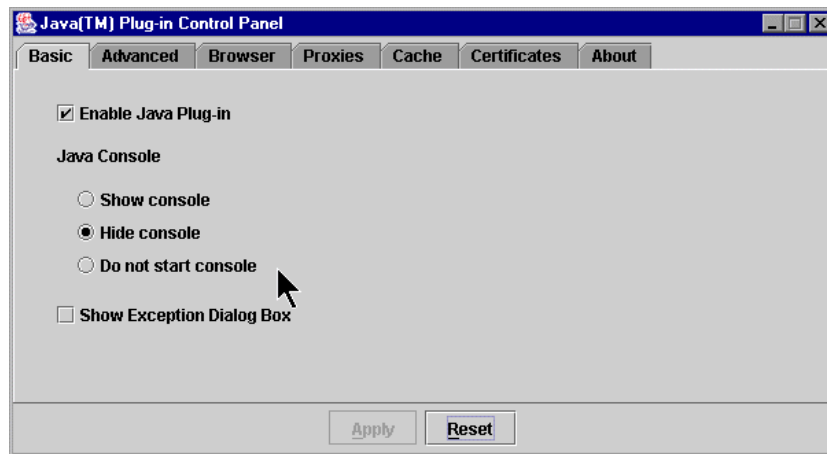 Java(TM) Plug-in Control Panel
Basic Advanced Browser Proxies Cache Certificates About
Enable Java Plug-in
Java Console
Show console
Hide console
Do not start console
Show Exception Dialog Box
Apply Reset